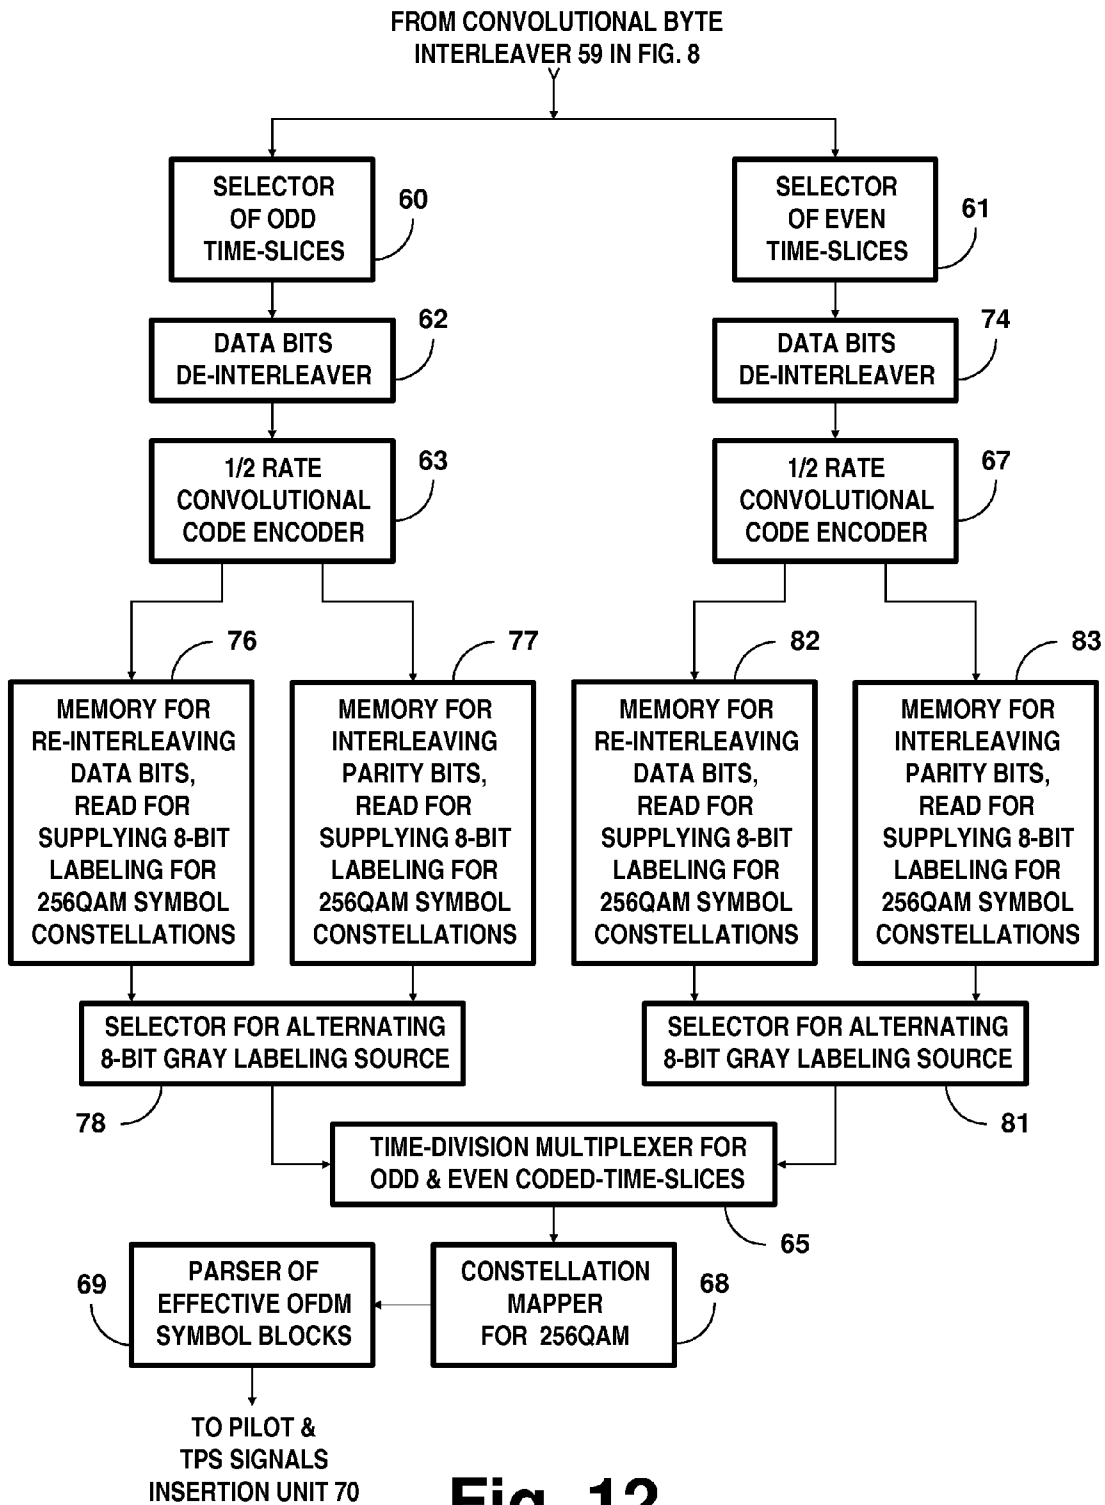 FROM CONVOLUTIONAL BYTE
INTERLEAVER 59 IN FIG. 8
SELECTOR
OF ODD
TIME-SLICES
60
SELECTOR
OF EVEN
TIME-SLICES
61
DATA BITS
DE-INTERLEAVER
62
DATA BITS
DE-INTERLEAVER
74
1/2 RATE
CONVOLUTIONAL
CODE ENCODER
63
1/2 RATE
CONVOLUTIONAL
CODE ENCODER
67
76
MEMORY FOR
RE-INTERLEAVING
DATA BITS,
READ FOR
SUPPLYING 8-BIT
LABELING FOR
256QAM SYMBOL
CONSTELLATIONS
77
MEMORY FOR
INTERLEAVING
PARITY BITS,
READ FOR
SUPPLYING 8-BIT
LABELING FOR
256QAM SYMBOL
CONSTELLATIONS
82
MEMORY FOR
RE-INTERLEAVING
DATA BITS,
READ FOR
SUPPLYING 8-BIT
LABELING FOR
256QAM SYMBOL
CONSTELLATIONS
83
MEMORY FOR
INTERLEAVING
PARITY BITS,
READ FOR
SUPPLYING 8-BIT
LABELING FOR
256QAM SYMBOL
CONSTELLATIONS
SELECTOR FOR ALTERNATING
8-BIT GRAY LABELING SOURCE
78
SELECTOR FOR ALTERNATING
8-BIT GRAY LABELING SOURCE
81
TIME-DIVISION MULTIPLEXER FOR
ODD & EVEN CODED-TIME-SLICES
65
69
PARSER OF
EFFECTIVE OFDM
SYMBOL BLOCKS
CONSTELLATION
MAPPER
FOR 256QAM
68
TO PILOT &
TPS SIGNALS
INSERTION UNIT 70
Fig. 12